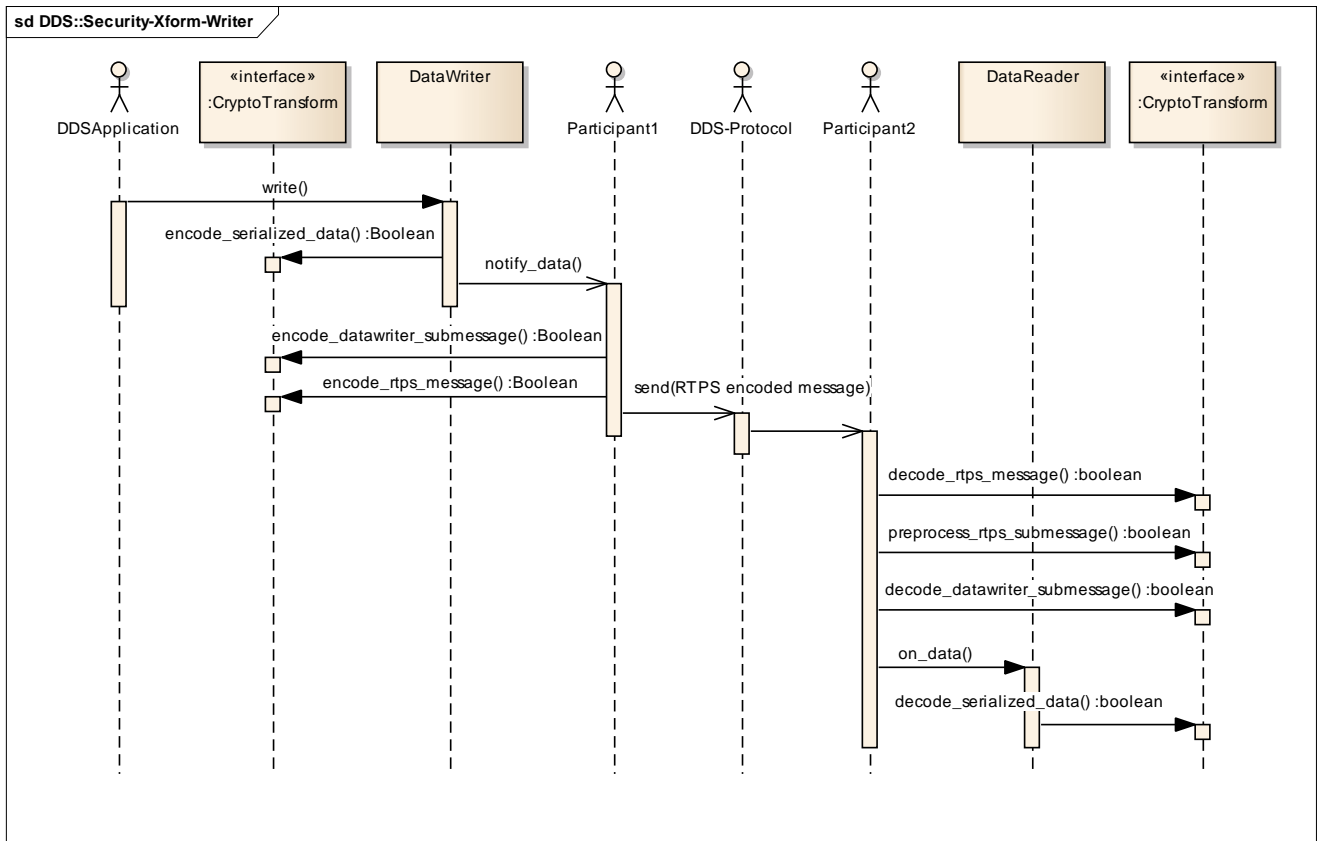 sd DDS::Security-Xform-Writer
DDSApplication
«interface»
:CryptoTransform
DataWriter
Participant1
DDS-Protocol
Participant2
DataReader
«interface»
:CryptoTransform
write()
encode_serialized_data() :Boolean
notify_data()
encode_datawriter_submessage() :Boolean
encode_rtps_message() :Boolean
send(RTPS encoded message)
decode_rtps_message() :boolean
preprocess_rtps_submessage() :boolean
decode_datawriter_submessage() :boolean
on_data()
decode_serialized_data() :boolean